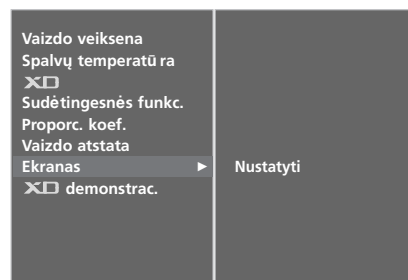 Vaizdo veiksena
Spalvų temperatūra
XD
Sudėtingesnės funkc.
Proporc. koef.
Vaizdo atstata
Ekranas ► Nustatyti
XD demonstrac.